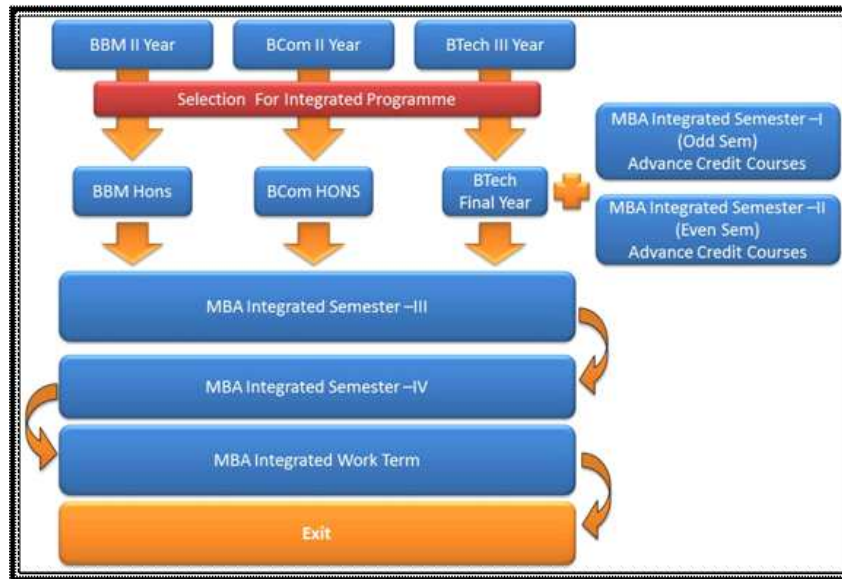 BBM II Year
BCom II Year
BTech III Year
Selection For Integrated Programme
MBA Integrated Semester –I
(Odd Sem)
Advance Credit Courses
BBM Hons
BCom HONS
BTech
Final Year
MBA Integrated Semester –II
(Even Sem)
Advance Credit Courses
MBA Integrated Semester –III
MBA Integrated Semester –IV
MBA Integrated Work Term
Exit